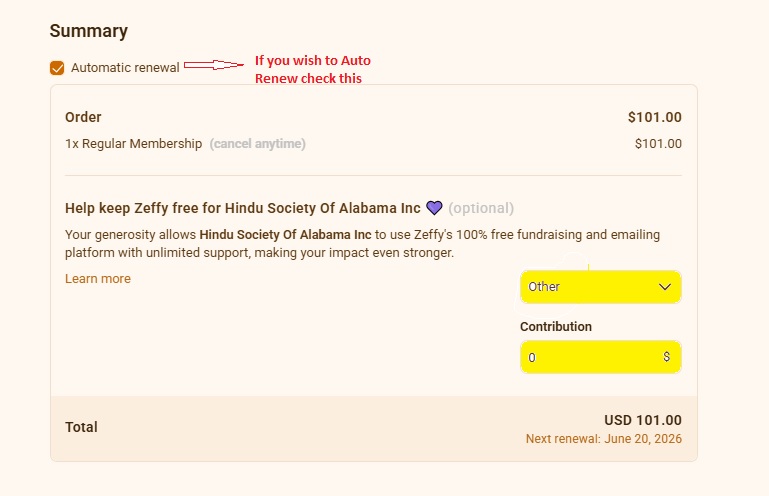 Summary
Automatic renewal
If you wish to Auto
Renew check this
Order $101.00
1x Regular Membership (cancel anytime) $101.00
Help keep Zeffy free for Hindu Society Of Alabama Inc 💜 (optional)
Your generosity allows Hindu Society Of Alabama Inc to use Zeffy's 100% free fundraising and emailing
platform with unlimited support, making your impact even stronger.
Learn more
Other
Contribution
0 $
Total USD 101.00
Next renewal: June 20, 2026